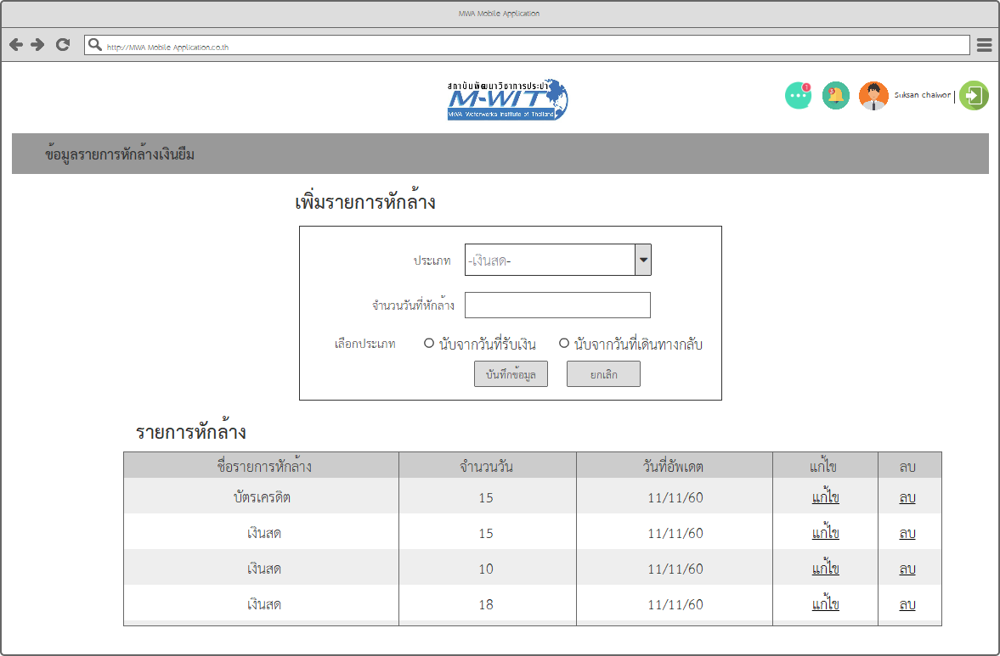 MWA Mobile Application
http://MWA Mobile Application.co.th
สถาบันพัฒนาวิชาการประปา
M-WIT
MWA Waterworks Institute of Thailand
1
5
Suksan chaiwor
ข้อมูลรายการหักล้างเงินยืม
เพิ่มรายการหักล้าง
ประเภท -เงินสด-
จำนวนวันที่หักล้าง
เลือกประเภท นับจากวันที่รับเงิน นับจากวันที่เดินทางกลับ
บันทึกข้อมูล ยกเลิก
รายการหักล้าง
ชื่อรายการหักล้าง จำนวนวัน วันที่อัพเดต แก้ไข ลบ
บัตรเครดิต 15 11/11/60 แก้ไข ลบ
เงินสด 15 11/11/60 แก้ไข ลบ
เงินสด 10 11/11/60 แก้ไข ลบ
เงินสด 18 11/11/60 แก้ไข ลบ